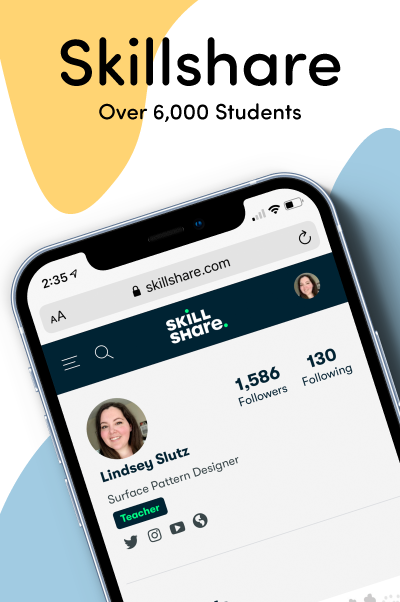 Skillshare
Over 6,000 Students
2:35
AA skillshare.com
SKILL
SHARE.
1,586 130
Followers Following
Lindsey Slutz
Surface Pattern Designer
Teacher